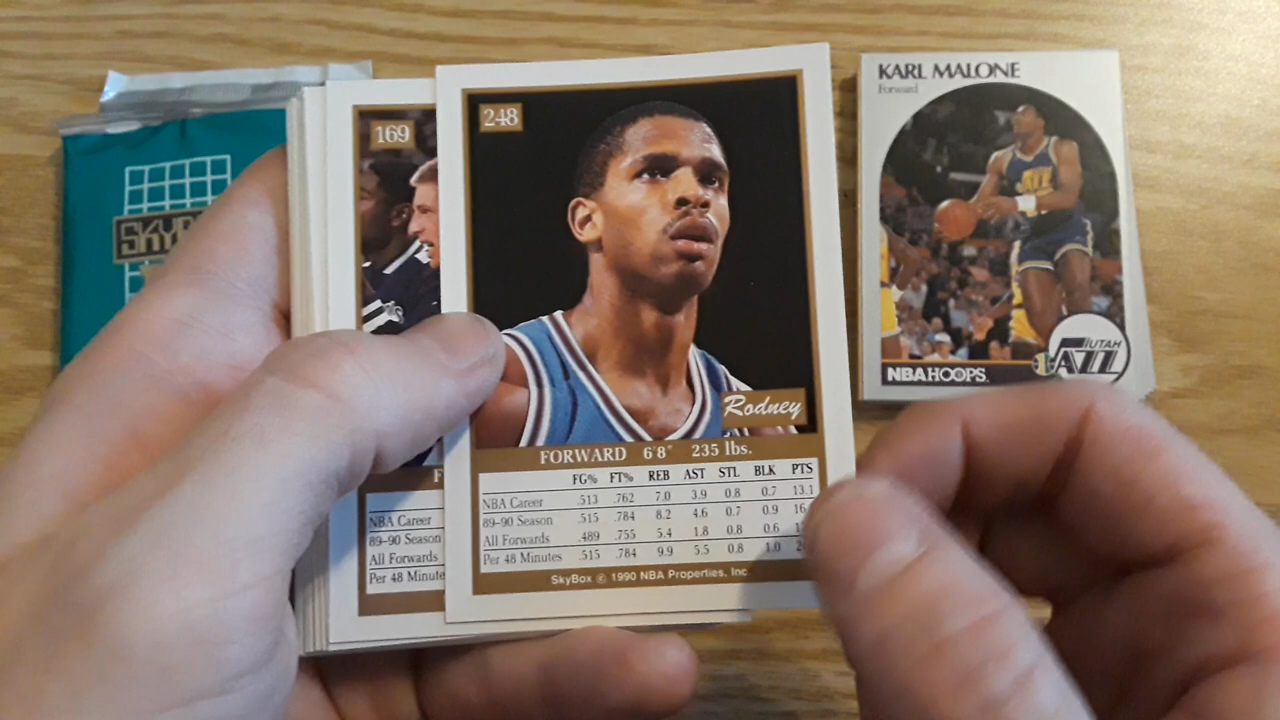 SKYB
169
F
NBA Career
89-90 Season
All Forwards
Per 48 Minute
248
Rodney
FORWARD 6'8" 235 lbs.
FG% FT% REB AST STL BLK PTS
NBA Career .513 .762 7.0 3.9 0.8 0.7 13.1
89-90 Season .515 .784 8.2 4.6 0.7 0.9 16.
All Forwards .489 .755 5.4 1.8 0.8 0.6 1
Per 48 Minutes .515 .784 9.9 5.5 0.8 1.0 2
SkyBox © 1990 NBA Properties, Inc.
KARL MALONE
Forward
JAZZ
UTAH
JAZZ
NBA HOOPS